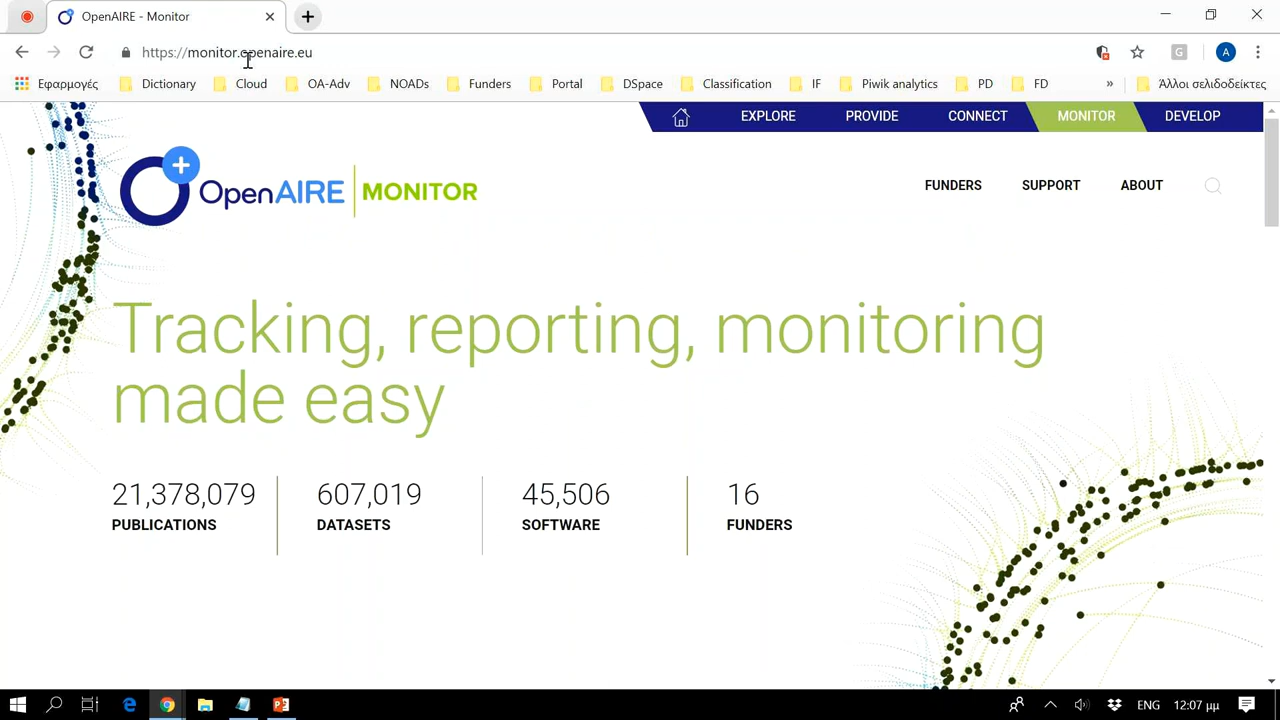 OpenAIRE - Monitor
https://monitor.openaire.eu
G
A
Εφαρμογές Dictionary Cloud OA-Adv NOADs Funders Portal DSpace Classification IF Piwik analytics PD FD » Άλλοι σελιδοδείκτες
EXPLORE PROVIDE CONNECT MONITOR DEVELOP
OpenAIRE MONITOR
FUNDERS SUPPORT ABOUT
Tracking, reporting, monitoring
made easy
21,378,079 607,019 45,506 16
PUBLICATIONS DATASETS SOFTWARE FUNDERS
ΕΝG 12:07 μμ